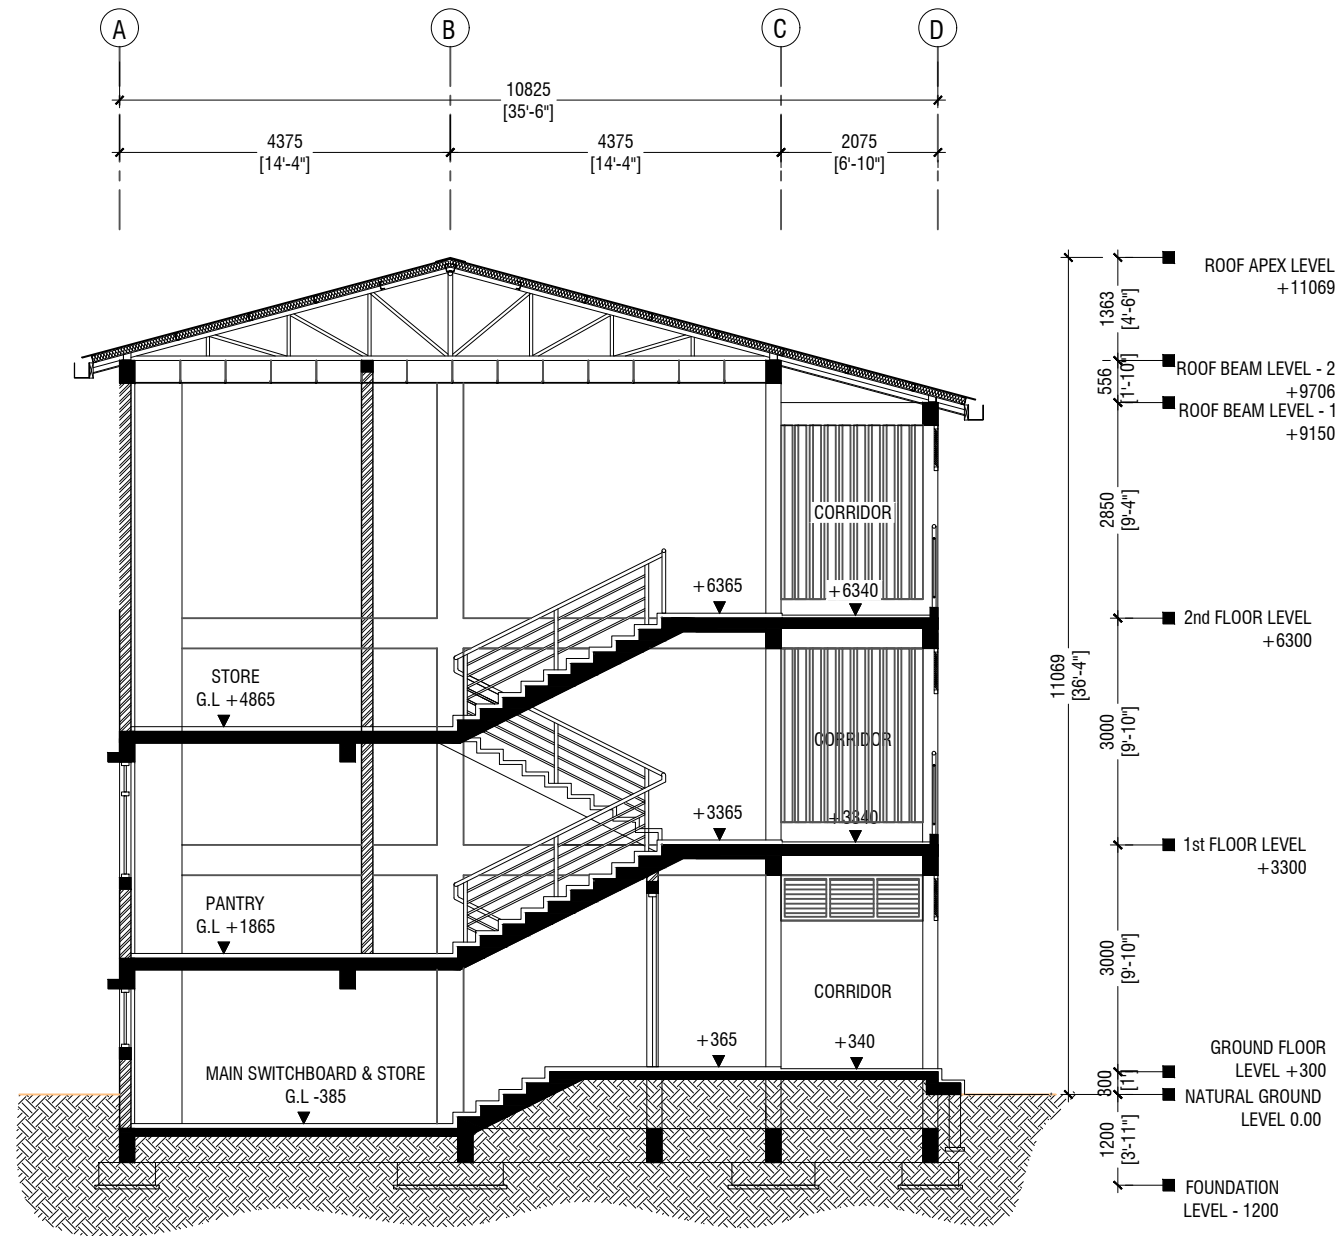 A
B
C
D
10825
[35'-6"]
4375
[14'-4"]
4375
[14'-4"]
2075
[6'-10"]
ROOF APEX LEVEL
+11069
1363
[4'-6"]
ROOF BEAM LEVEL - 2
+9706
556
[1'-10"]
ROOF BEAM LEVEL - 1
+9150
2850
[9'-4"]
CORRIDOR
+6365
+6340
2nd FLOOR LEVEL
+6300
STORE
G.L +4865
11069
[36'-4"]
CORRIDOR
3000
[9'-10"]
+3365
+3340
1st FLOOR LEVEL
+3300
PANTRY
G.L +1865
3000
[9'-10"]
CORRIDOR
+365
+340
GROUND FLOOR
LEVEL +300
300
[1']
MAIN SWITCHBOARD & STORE
G.L -385
NATURAL GROUND
LEVEL 0.00
1200
[3'-11"]
FOUNDATION
LEVEL - 1200